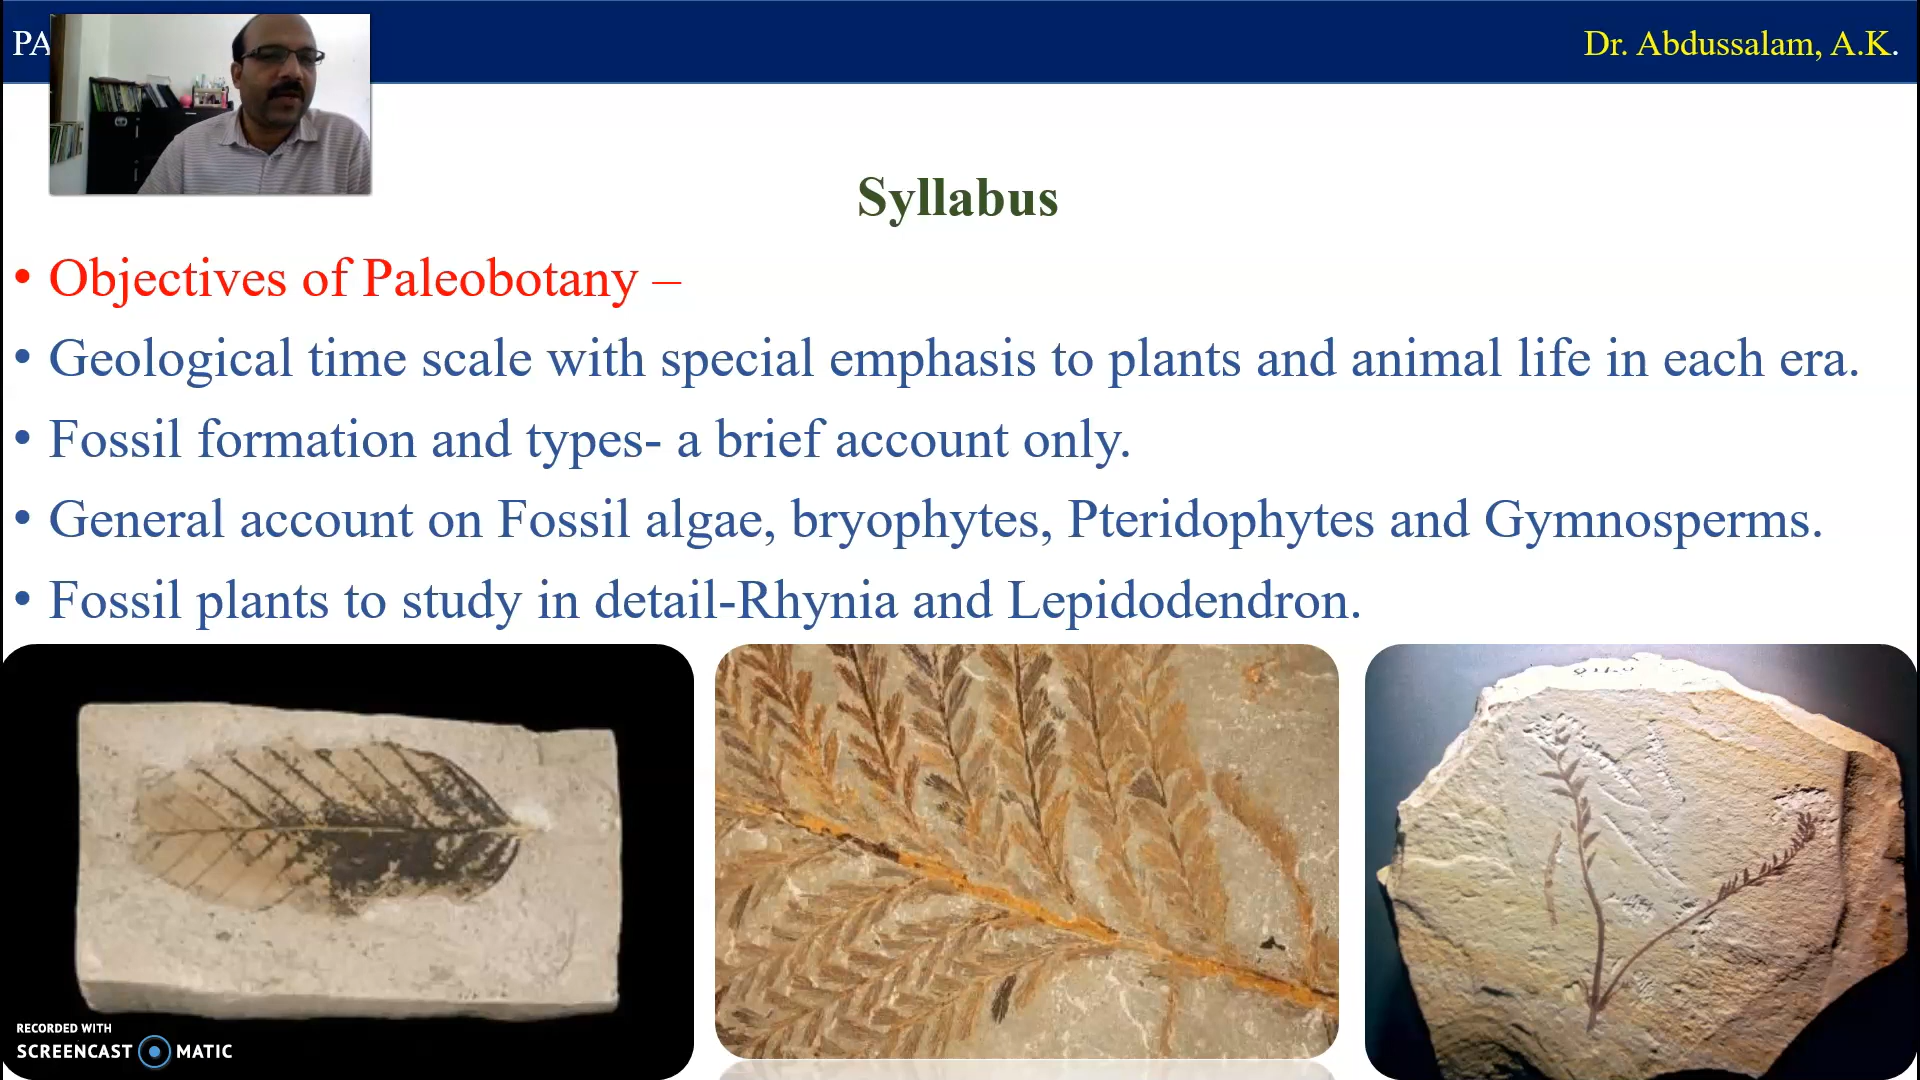 PA
Dr. Abdussalam, A.K.
Syllabus
• Objectives of Paleobotany –
• Geological time scale with special emphasis to plants and animal life in each era.
• Fossil formation and types- a brief account only.
• General account on Fossil algae, bryophytes, Pteridophytes and Gymnosperms.
• Fossil plants to study in detail-Rhynia and Lepidodendron.
RECORDED WITH
SCREENCAST MATIC